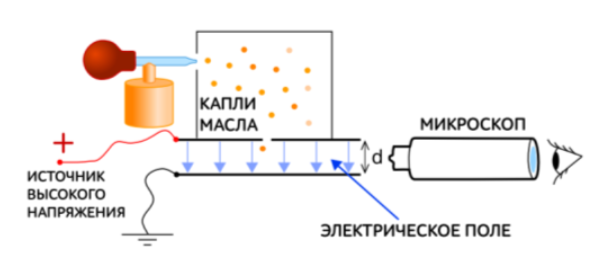 КАПЛИ
МАСЛА
+
ИСТОЧНИК
ВЫСОКОГО
НАПРЯЖЕНИЯ
d
МИКРОСКОП
ЭЛЕКТРИЧЕСКОЕ ПОЛЕ